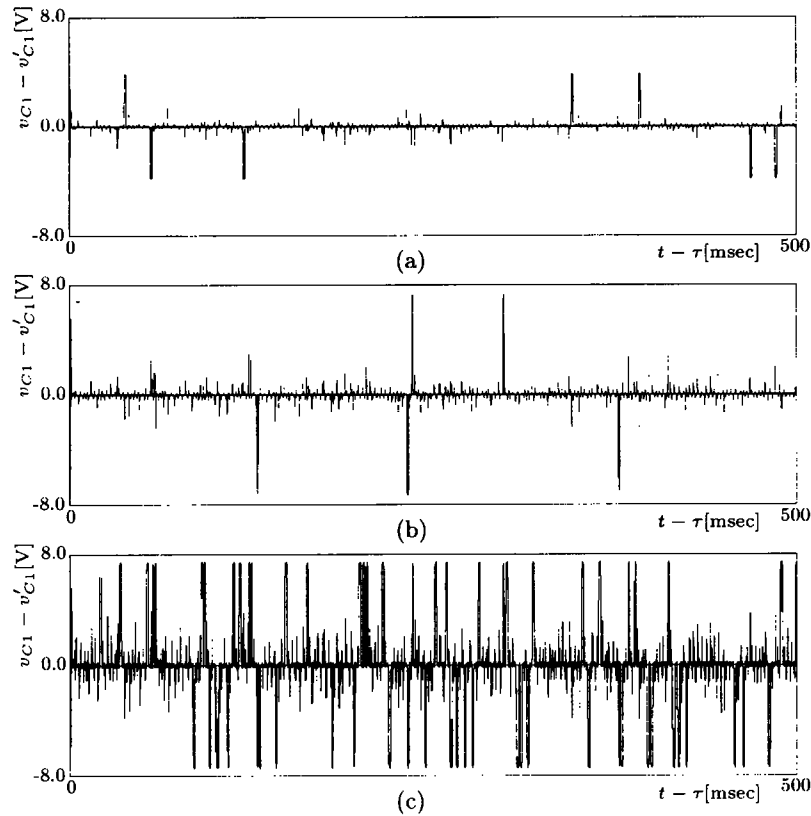 8.0
v_{C1} − v′_{C1}[V]
0.0
-8.0
0
500
t − τ[msec]
(a)
8.0
v_{C1} − v′_{C1}[V]
0.0
-8.0
0
500
t − τ[msec]
(b)
8.0
v_{C1} − v′_{C1}[V]
0.0
-8.0
0
500
t − τ[msec]
(c)